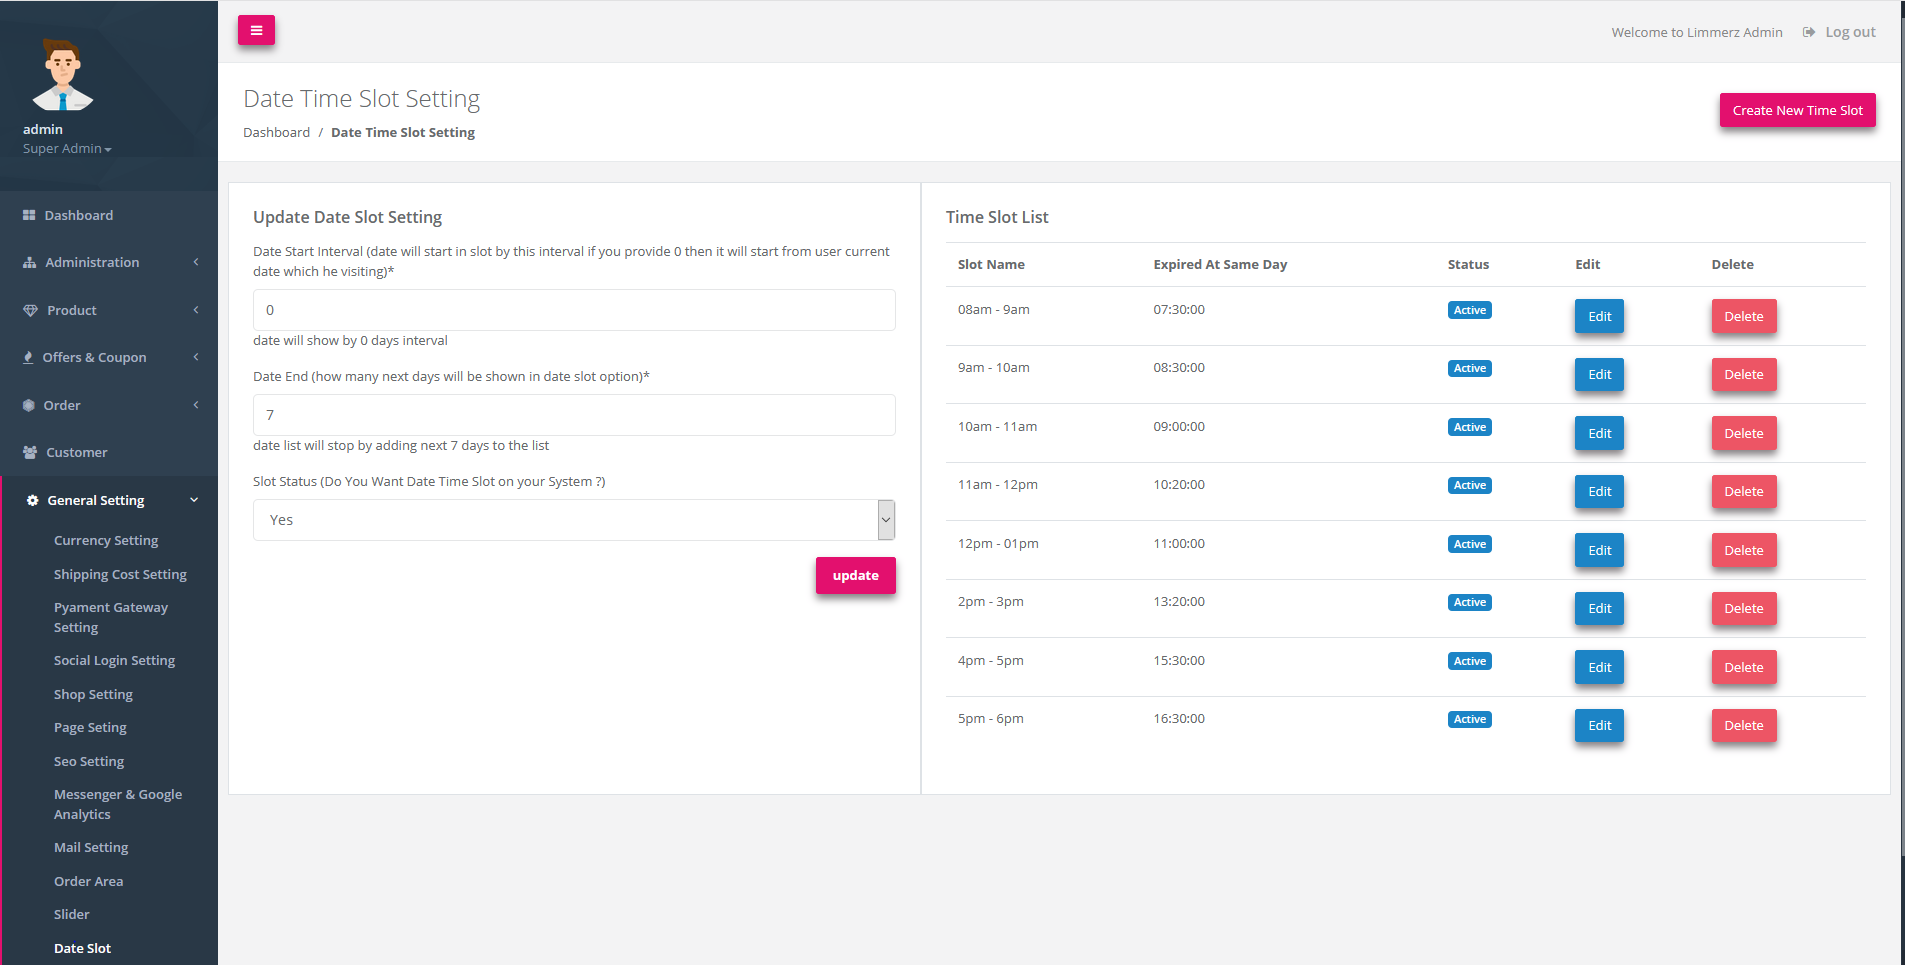 Welcome to Limmerz Admin
Log out
admin
Super Admin
Dashboard
Administration
Product
Offers & Coupon
Order
Customer
General Setting
Currency Setting
Shipping Cost Setting
Pyament Gateway
Setting
Social Login Setting
Shop Setting
Page Seting
Seo Setting
Messenger & Google
Analytics
Mail Setting
Order Area
Slider
Date Slot
Date Time Slot Setting
Dashboard / Date Time Slot Setting
Create New Time Slot
Update Date Slot Setting
Date Start Interval (date will start in slot by this interval if you provide 0 then it will start from user current
date which he visiting)*
0
date will show by 0 days interval
Date End (how many next days will be shown in date slot option)*
7
date list will stop by adding next 7 days to the list
Slot Status (Do You Want Date Time Slot on your System ?)
Yes
update
Time Slot List
Slot Name Expired At Same Day Status Edit Delete
08am - 9am 07:30:00 Active Edit Delete
9am - 10am 08:30:00 Active Edit Delete
10am - 11am 09:00:00 Active Edit Delete
11am - 12pm 10:20:00 Active Edit Delete
12pm - 01pm 11:00:00 Active Edit Delete
2pm - 3pm 13:20:00 Active Edit Delete
4pm - 5pm 15:30:00 Active Edit Delete
5pm - 6pm 16:30:00 Active Edit Delete